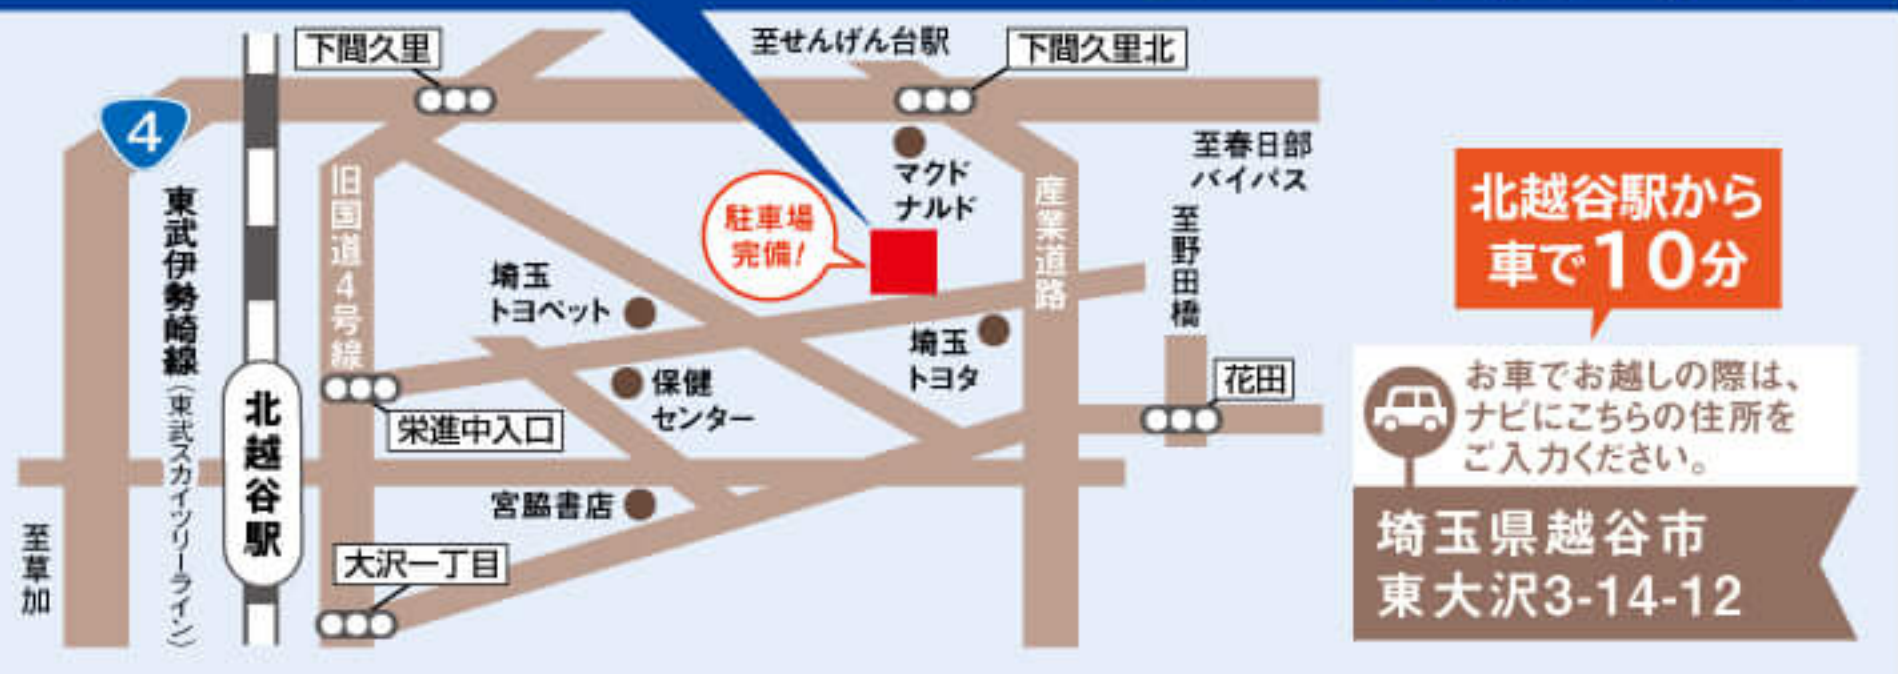 下間久里
至せんげん台駅
下間久里北
4
至春日部
バイパス
マクド
ナルド
旧国道4号線
東武伊勢崎線(東武スカイツリーライン)
駐車場
完備!
産業道路
至野田橋
埼玉
トヨペット
埼玉
トヨタ
保健
センター
花田
栄進中入口
北越谷駅
宮脇書店
大沢一丁目
至草加
北越谷駅から
車で10分
お車でお越しの際は、
ナビにこちらの住所を
ご入力ください。
埼玉県越谷市
東大沢3-14-12